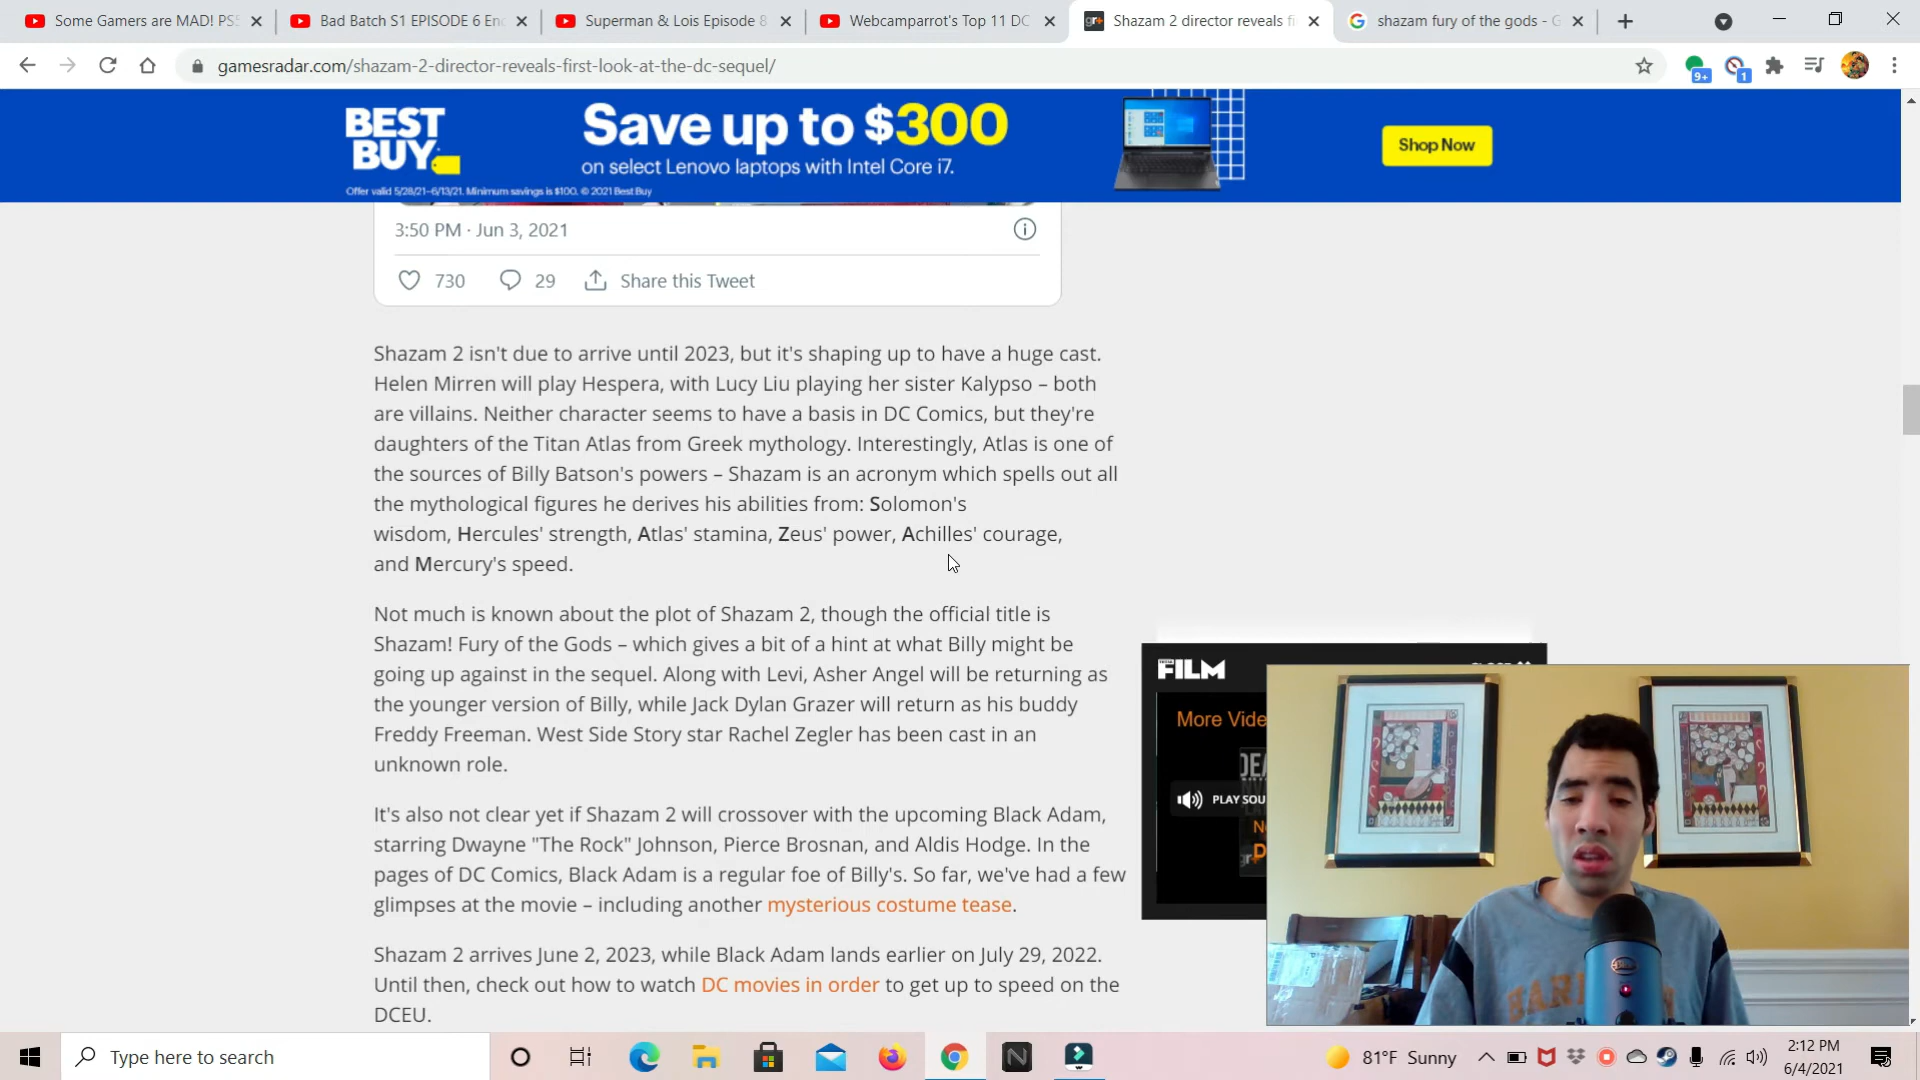 Some Gamers are MAD! PS5
Bad Batch S1 EPISODE 6 En
Superman & Lois Episode 8
Webcamparrot's Top 11 DC
Shazam 2 director reveals fi
shazam fury of the gods - G
gamesradar.com/shazam-2-director-reveals-first-look-at-the-dc-sequel/
9+
1
BEST BUY
Save up to $300
on select Lenovo laptops with Intel Core i7.
Offer valid 5/28/21-6/13/21. Minimum savings is $100. © 2021 Best Buy
Shop Now
3:50 PM · Jun 3, 2021
730
29
Share this Tweet
Shazam 2 isn't due to arrive until 2023, but it's shaping up to have a huge cast.
Helen Mirren will play Hespera, with Lucy Liu playing her sister Kalypso – both
are villains. Neither character seems to have a basis in DC Comics, but they're
daughters of the Titan Atlas from Greek mythology. Interestingly, Atlas is one of
the sources of Billy Batson's powers – Shazam is an acronym which spells out all
the mythological figures he derives his abilities from: Solomon's
wisdom, Hercules' strength, Atlas' stamina, Zeus' power, Achilles' courage,
and Mercury's speed.
Not much is known about the plot of Shazam 2, though the official title is
Shazam! Fury of the Gods – which gives a bit of a hint at what Billy might be
going up against in the sequel. Along with Levi, Asher Angel will be returning as
the younger version of Billy, while Jack Dylan Grazer will return as his buddy
Freddy Freeman. West Side Story star Rachel Zegler has been cast in an
unknown role.
It's also not clear yet if Shazam 2 will crossover with the upcoming Black Adam,
starring Dwayne "The Rock" Johnson, Pierce Brosnan, and Aldis Hodge. In the
pages of DC Comics, Black Adam is a regular foe of Billy's. So far, we've had a few
glimpses at the movie – including another mysterious costume tease.
Shazam 2 arrives June 2, 2023, while Black Adam lands earlier on July 29, 2022.
Until then, check out how to watch DC movies in order to get up to speed on the
DCEU.
FILM
More Vide
DEA
PLAY SOU
Type here to search
81°F Sunny
2:12 PM
6/4/2021